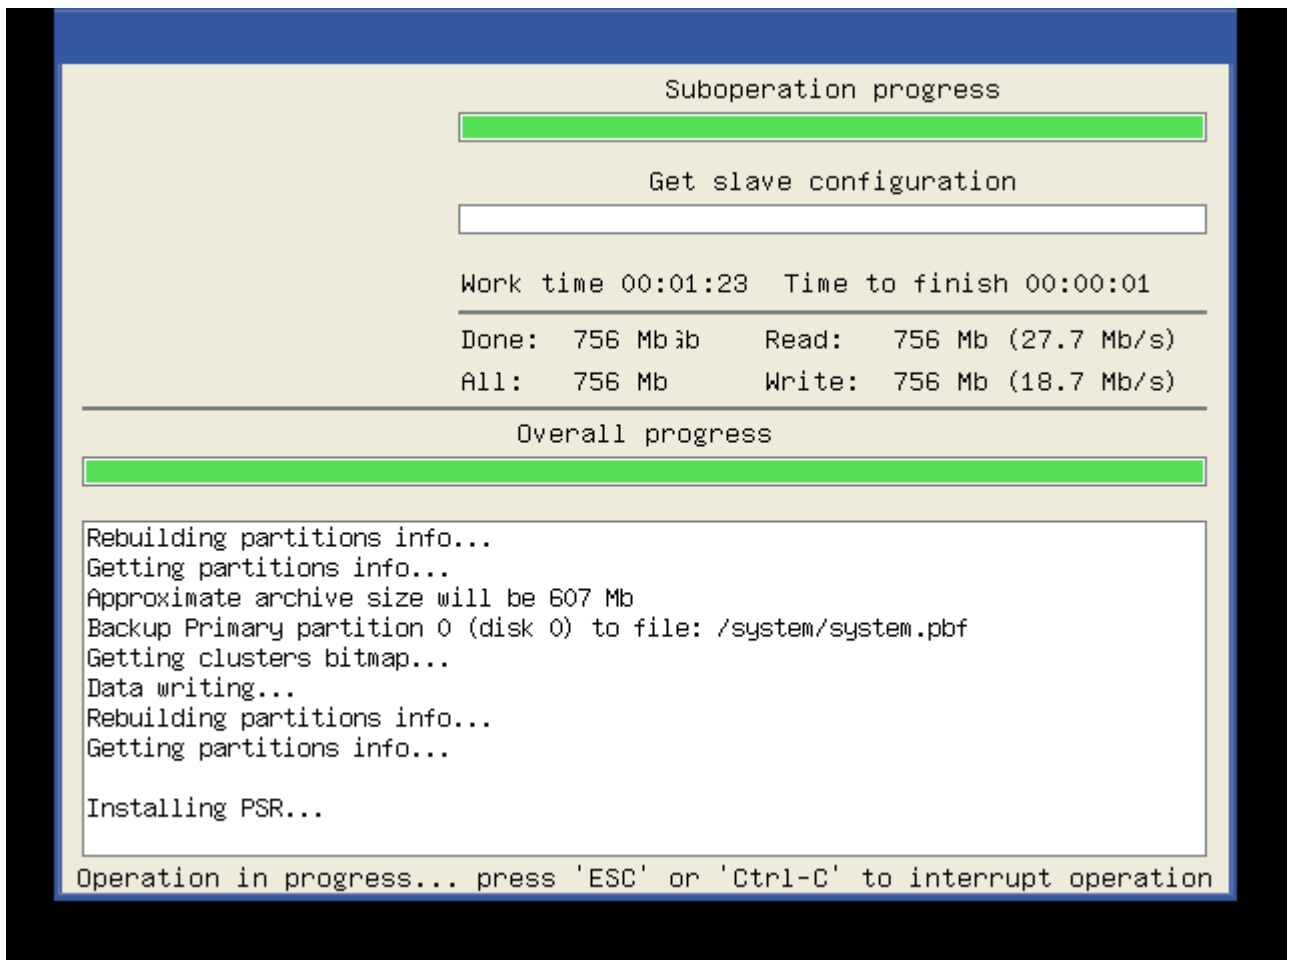 Suboperation progress
Get slave configuration
Work time 00:01:23 Time to finish 00:00:01
Done: 756 Mb Read: 756 Mb (27.7 Mb/s)
All: 756 Mb Write: 756 Mb (18.7 Mb/s)
Overall progress
Rebuilding partitions info...
Getting partitions info...
Approximate archive size will be 607 Mb
Backup Primary partition 0 (disk 0) to file: /system/system.pbf
Getting clusters bitmap...
Data writing...
Rebuilding partitions info...
Getting partitions info...
Installing PSR...
Operation in progress... press 'ESC' or 'Ctrl-C' to interrupt operation